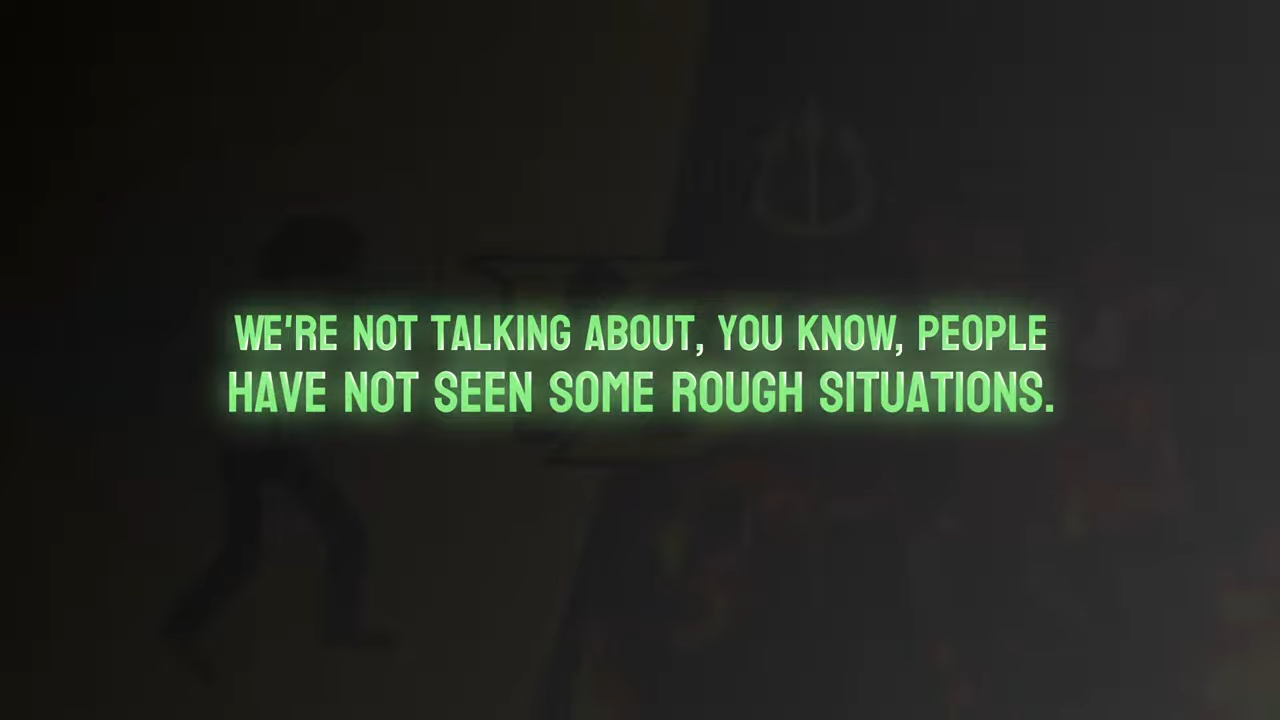 WE'RE NOT TALKING ABOUT, YOU KNOW, PEOPLE
HAVE NOT SEEN SOME ROUGH SITUATIONS.